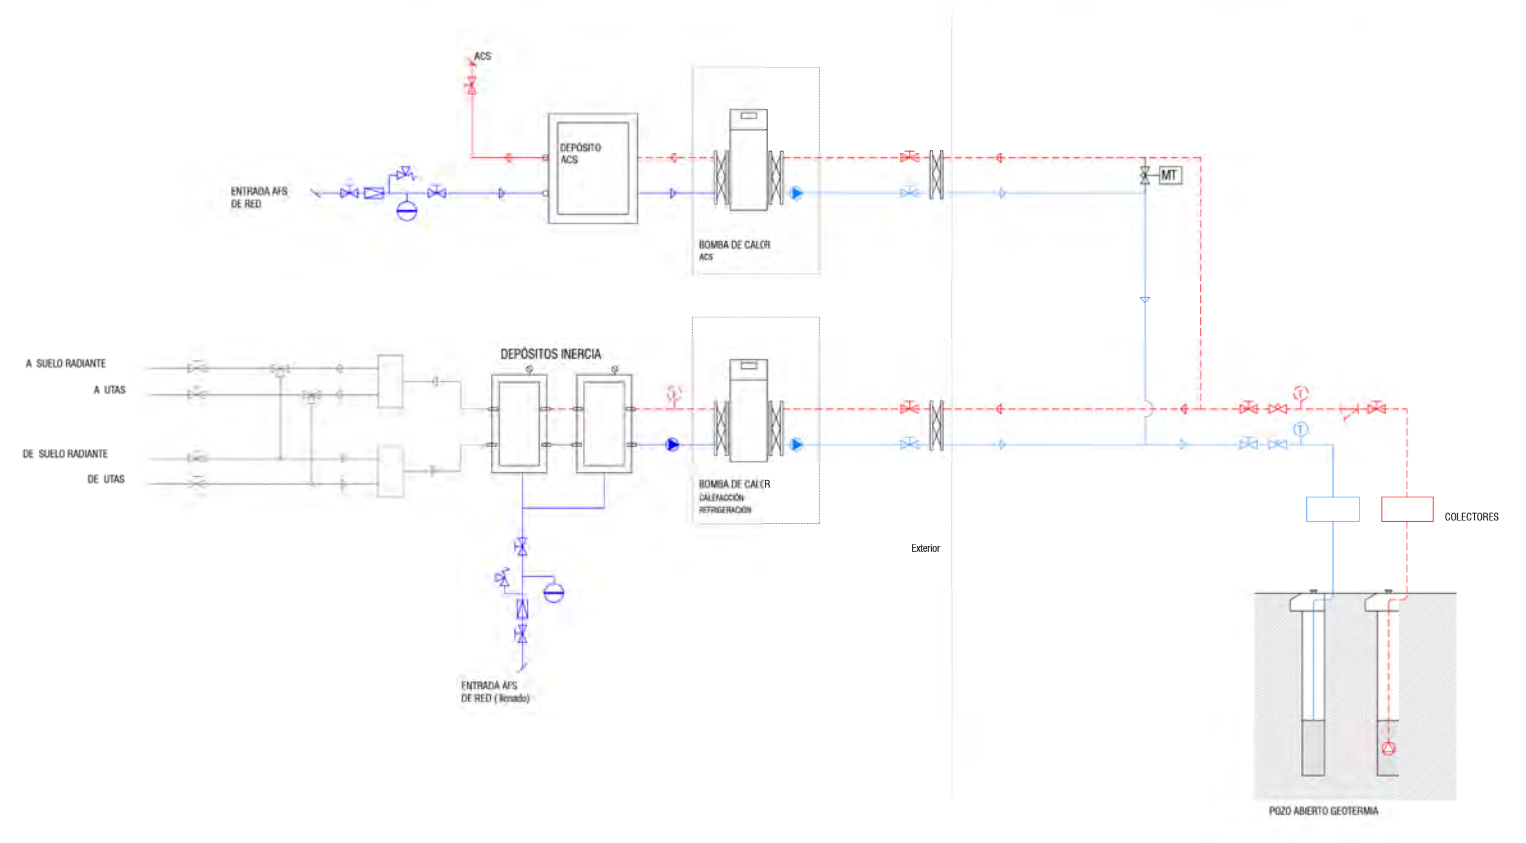 ACS
DEPÓSITO
ACS
MT
ENTRADA AFS
DE RED
BOMBA DE CALOR
ACS
DEPÓSITOS INERCIA
A SUELO RADIANTE
A UTAS
T
T
DE SUELO RADIANTE
DE UTAS
BOMBA DE CALOR
CALEFACCIÓN
REFRIGERACIÓN
COLECTORES
Exterior
ENTRADA AFS
DE RED (llenado)
POZO ABIERTO GEOTERMIA